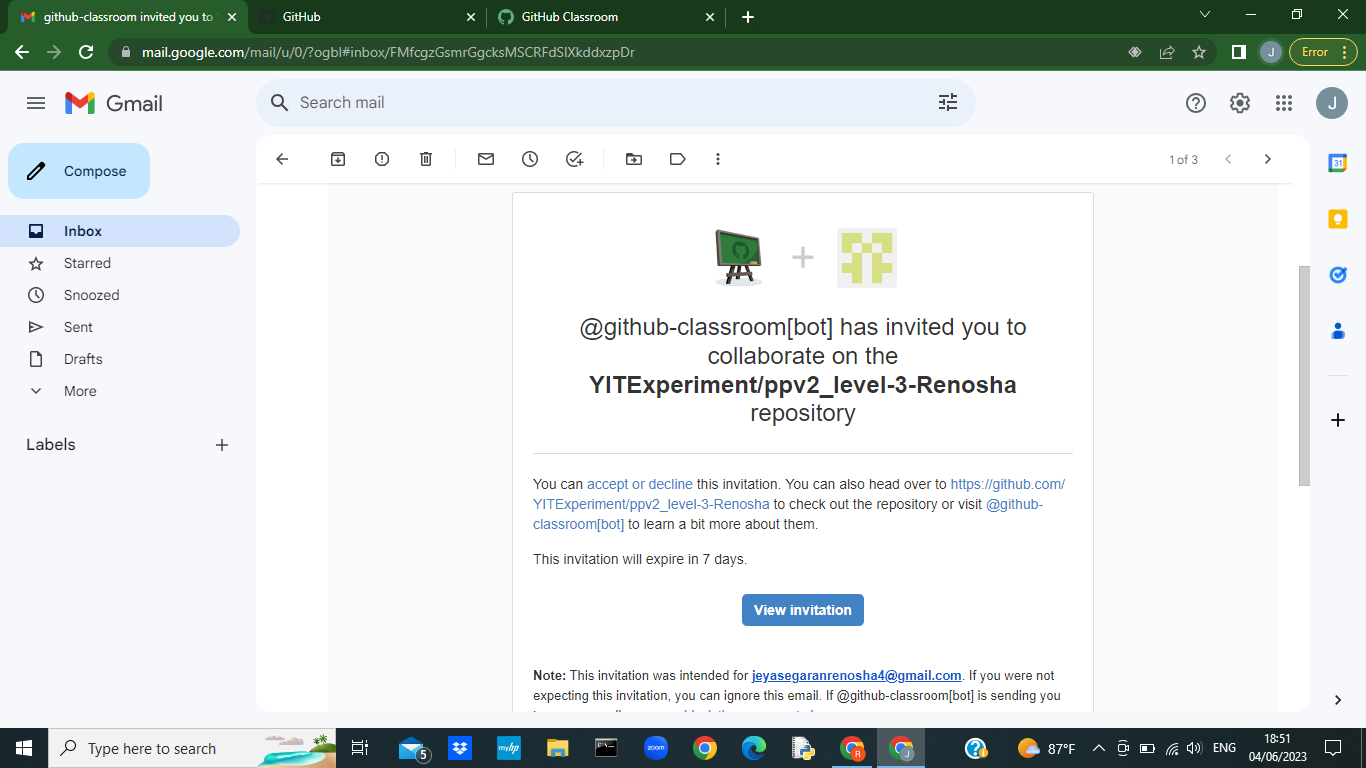 github-classroom invited you to
GitHub
GitHub Classroom
mail.google.com/mail/u/0/?ogbl#inbox/FMfcgzGsmrGgcksMSCRFdSlXkddxzpDr
J
Error
Gmail
Search mail
J
Compose
1 of 3
31
Inbox
Starred
Snoozed
Sent
Drafts
More
Labels
@github-classroom[bot] has invited you to
collaborate on the
YITExperiment/ppv2_level-3-Renosha
repository
You can accept or decline this invitation. You can also head over to https://github.com/
YITExperiment/ppv2_level-3-Renosha to check out the repository or visit @github-
classroom[bot] to learn a bit more about them.
This invitation will expire in 7 days.
View invitation
Note: This invitation was intended for jeyasegaranrenosha4@gmail.com. If you were not
expecting this invitation, you can ignore this email. If @github-classroom[bot] is sending you
Type here to search
5
myhp
zoom
R
J
87°F
ENG
18:51
04/06/2023